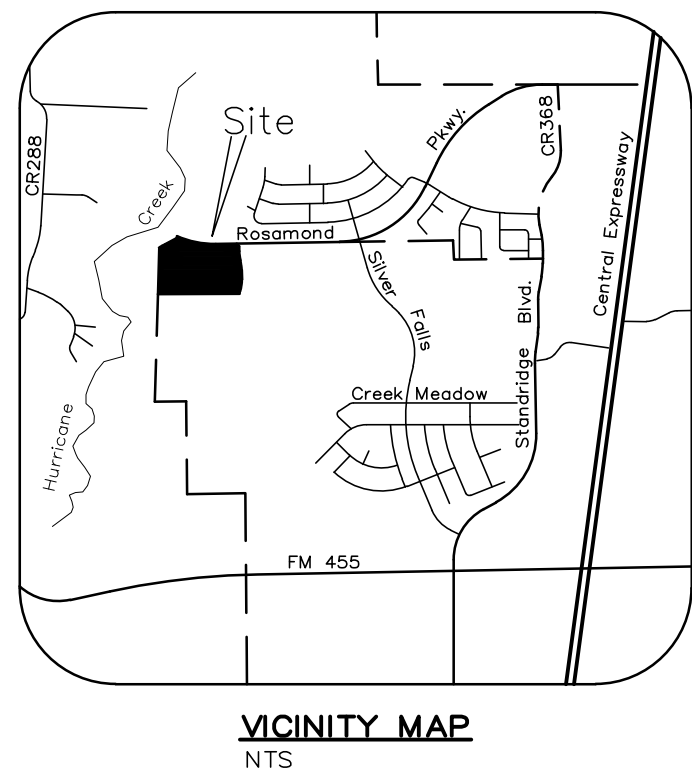 Site
CR288
Creek
Pkwy.
CR368
Rosamond
Central Expressway
Silver Falls
Standridge Blvd.
Creek Meadow
Hurricane
FM 455
VICINITY MAP
NTS